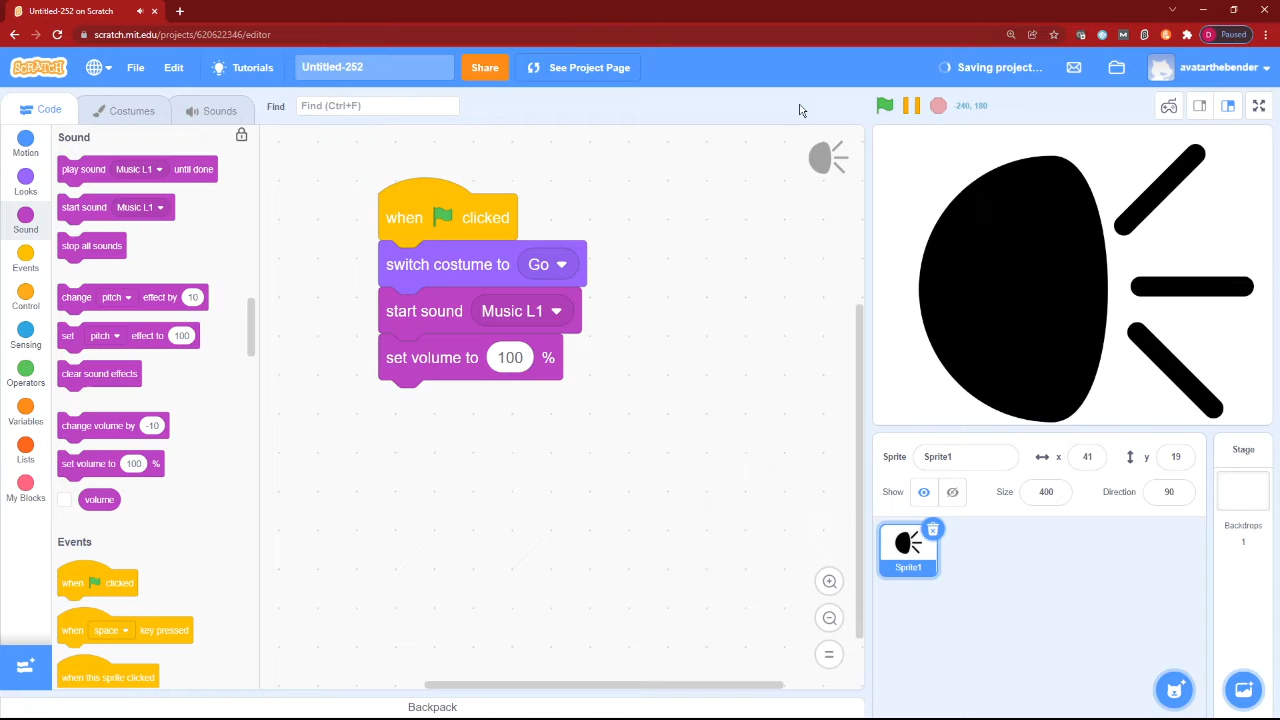 Untitled-252 on Scratch
scratch.mit.edu/projects/620622346/editor
D Paused
SCRATCH File Edit Tutorials Untitled-252 Share See Project Page Saving project... avatarthebender
Code Costumes Sounds Find Find (Ctrl+F) -240, 180
Motion
Looks
Sound
Events
Control
Sensing
Operators
Variables
Lists
My Blocks
Sound
play sound Music L1 until done
start sound Music L1
stop all sounds
change pitch effect by 10
set pitch effect to 100
clear sound effects
change volume by -10
set volume to 100 %
volume
Events
when clicked
when space key pressed
when this sprite clicked
when clicked
switch costume to Go
start sound Music L1
set volume to 100 %
Sprite Sprite1 x 41 y 19
Show Size 400 Direction 90
Sprite1
Stage
Backdrops
1
Backpack